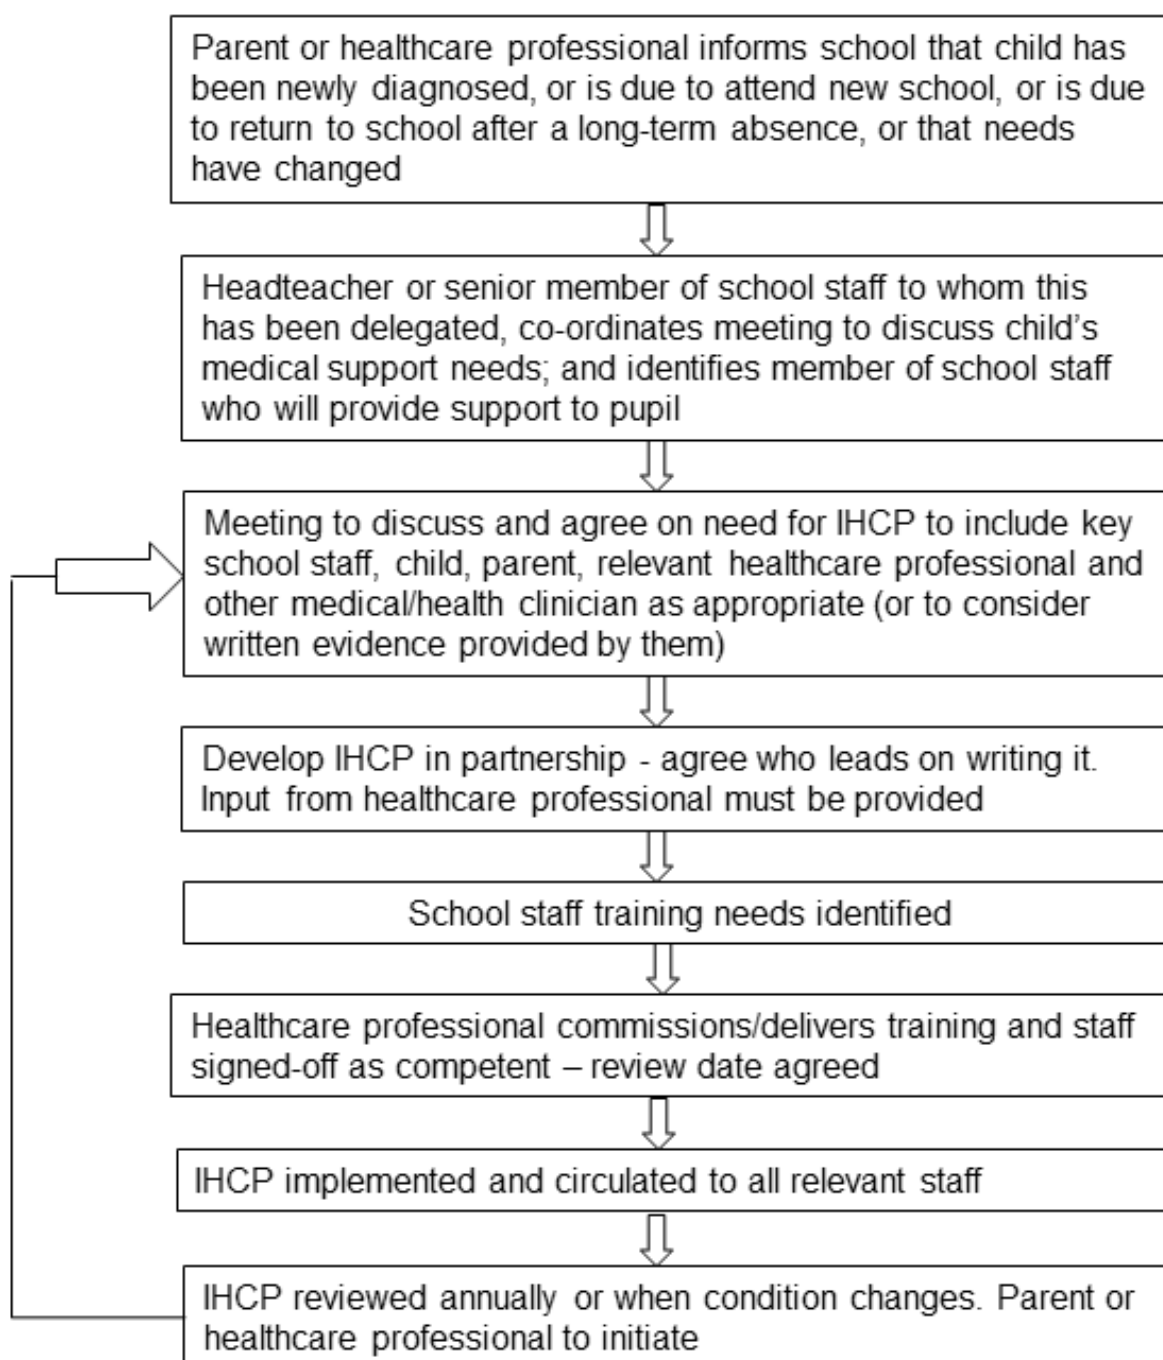 Parent or healthcare professional informs school that child has
been newly diagnosed, or is due to attend new school, or is due
to return to school after a long-term absence, or that needs
have changed
Headteacher or senior member of school staff to whom this
has been delegated, co-ordinates meeting to discuss child’s
medical support needs; and identifies member of school staff
who will provide support to pupil
Meeting to discuss and agree on need for IHCP to include key
school staff, child, parent, relevant healthcare professional and
other medical/health clinician as appropriate (or to consider
written evidence provided by them)
Develop IHCP in partnership - agree who leads on writing it.
Input from healthcare professional must be provided
School staff training needs identified
Healthcare professional commissions/delivers training and staff
signed-off as competent – review date agreed
IHCP implemented and circulated to all relevant staff
IHCP reviewed annually or when condition changes. Parent or
healthcare professional to initiate